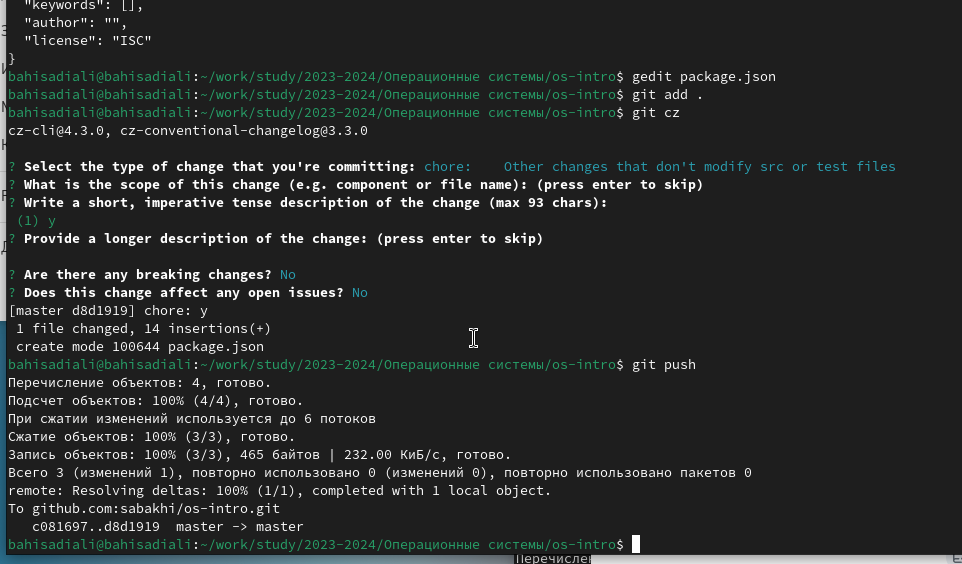 "keywords": [],
"author": "",
"license": "ISC"
}
bahisadiali@bahisadiali:~/work/study/2023-2024/Операционные системы/os-intro$ gedit package.json
bahisadiali@bahisadiali:~/work/study/2023-2024/Операционные системы/os-intro$ git add .
bahisadiali@bahisadiali:~/work/study/2023-2024/Операционные системы/os-intro$ git cz
cz-cli@4.3.0, cz-conventional-changelog@3.3.0
? Select the type of change that you're committing: chore:    Other changes that don't modify src or test files
? What is the scope of this change (e.g. component or file name): (press enter to skip)
? Write a short, imperative tense description of the change (max 93 chars):
(1) y
? Provide a longer description of the change: (press enter to skip)
? Are there any breaking changes? No
? Does this change affect any open issues? No
[master d8d1919] chore: y
1 file changed, 14 insertions(+)
create mode 100644 package.json
bahisadiali@bahisadiali:~/work/study/2023-2024/Операционные системы/os-intro$ git push
Перечисление объектов: 4, готово.
Подсчет объектов: 100% (4/4), готово.
При сжатии изменений используется до 6 потоков
Сжатие объектов: 100% (3/3), готово.
Запись объектов: 100% (3/3), 465 байтов | 232.00 КиБ/с, готово.
Всего 3 (изменений 1), повторно использовано 0 (изменений 0), повторно использовано пакетов 0
remote: Resolving deltas: 100% (1/1), completed with 1 local object.
To github.com:sabakhi/os-intro.git
c081697..d8d1919  master -> master
bahisadiali@bahisadiali:~/work/study/2023-2024/Операционные системы/os-intro$